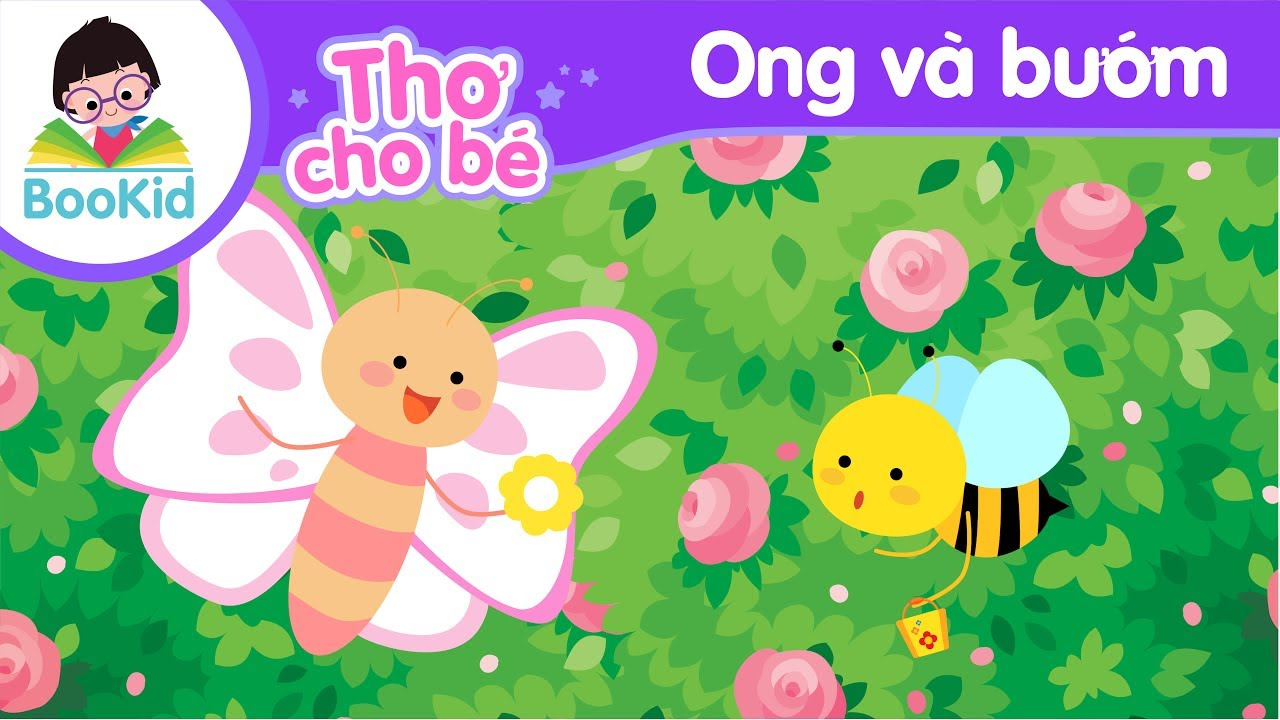 BooKid
Thơ
cho bé
Ong và bướm